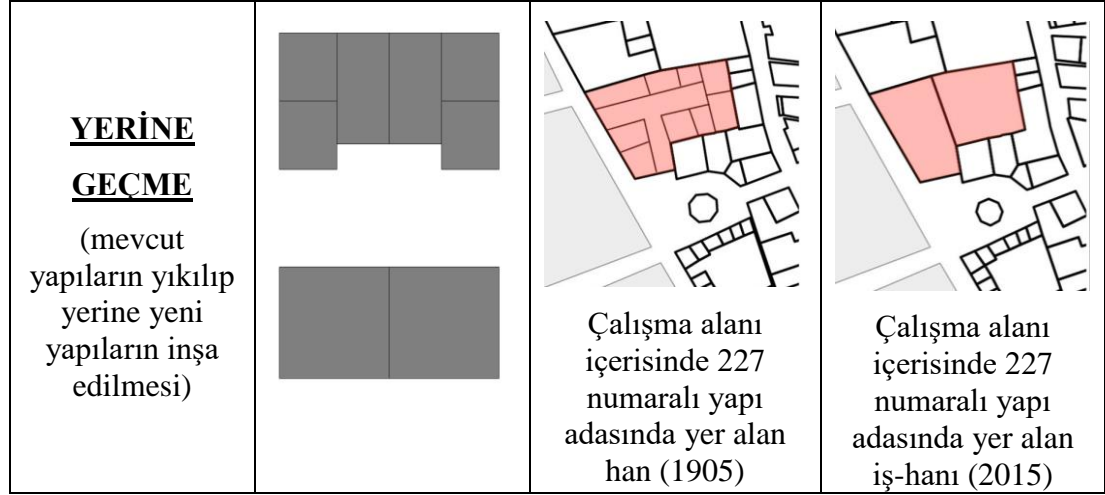 YERİNE
GEÇME
(mevcut
yapıların yıkılıp
yerine yeni
yapıların inşa
edilmesi)
Çalışma alanı
içerisinde 227
numaralı yapı
adasında yer alan
han (1905)
Çalışma alanı
içerisinde 227
numaralı yapı
adasında yer alan
iş-hanı (2015)